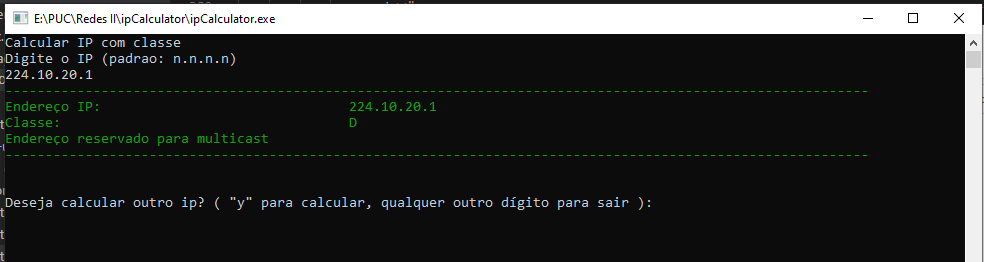 E:\PUC\Redes II\ipCalculator\ipCalculator.exe
Calcular IP com classe
Digite o IP (padrao: n.n.n.n)
224.10.20.1
------------------------------------------------------------------------------------------------------------
Endereço IP: 224.10.20.1
Classe: D
Endereço reservado para multicast
------------------------------------------------------------------------------------------------------------
Deseja calcular outro ip? ( "y" para calcular, qualquer outro dígito para sair ):